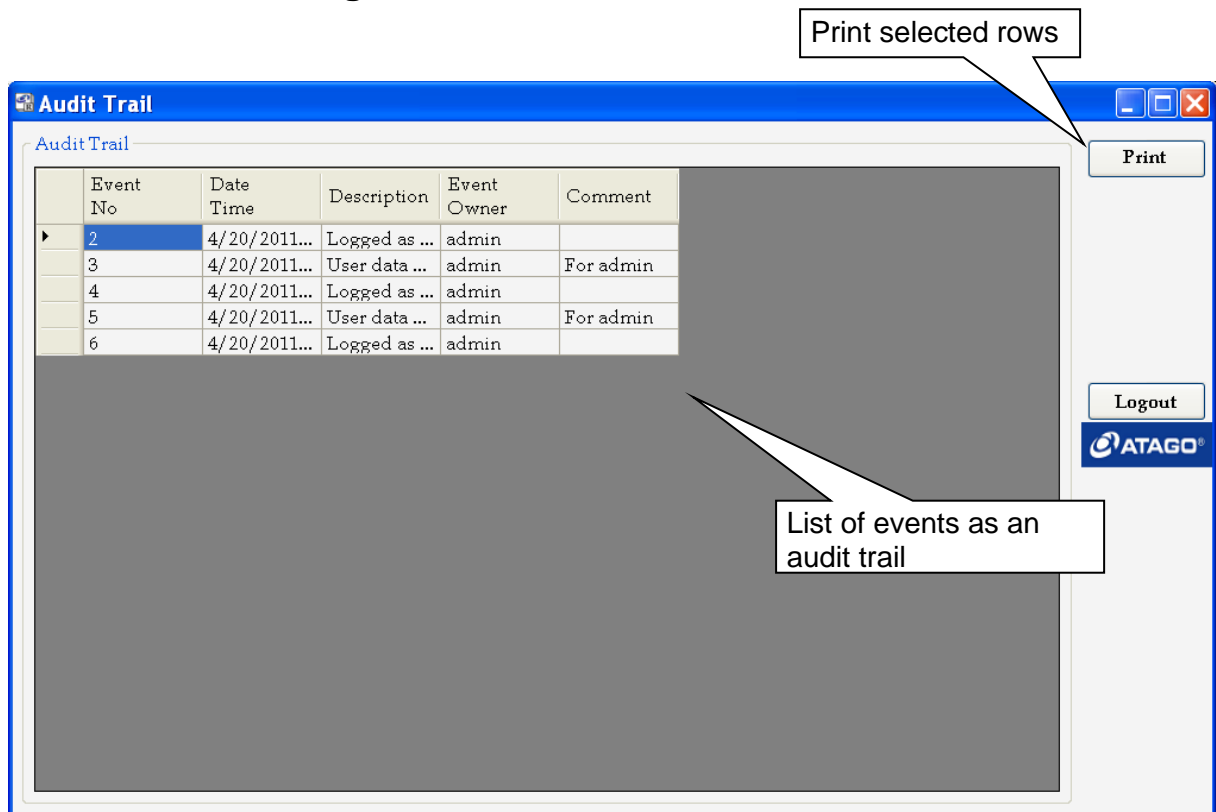 Print selected rows
Audit Trail
Audit Trail
Print
Event No Date Time Description Event Owner Comment
2 4/20/2011... Logged as ... admin
3 4/20/2011... User data ... admin For admin
4 4/20/2011... Logged as ... admin
5 4/20/2011... User data ... admin For admin
6 4/20/2011... Logged as ... admin
Logout
ATAGO®
List of events as an
audit trail